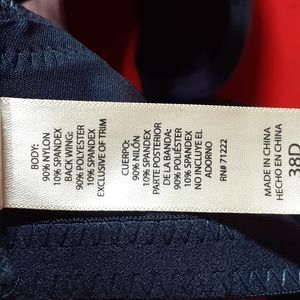 BODY:
90% NYLON
10% SPANDEX
BACK WING:
90% POLYESTER
10% SPANDEX
EXCLUSIVE OF TRIM
CUERPO:
90% NILÓN
10% SPANDEX
PARTE POSTERIOR
DE LA BANDA:
90% POLIÉSTER
10% SPANDEX
NO INCLUYE EL
ADORNO
RN# 71222
MADE IN CHINA
HECHO EN CHINA
38D